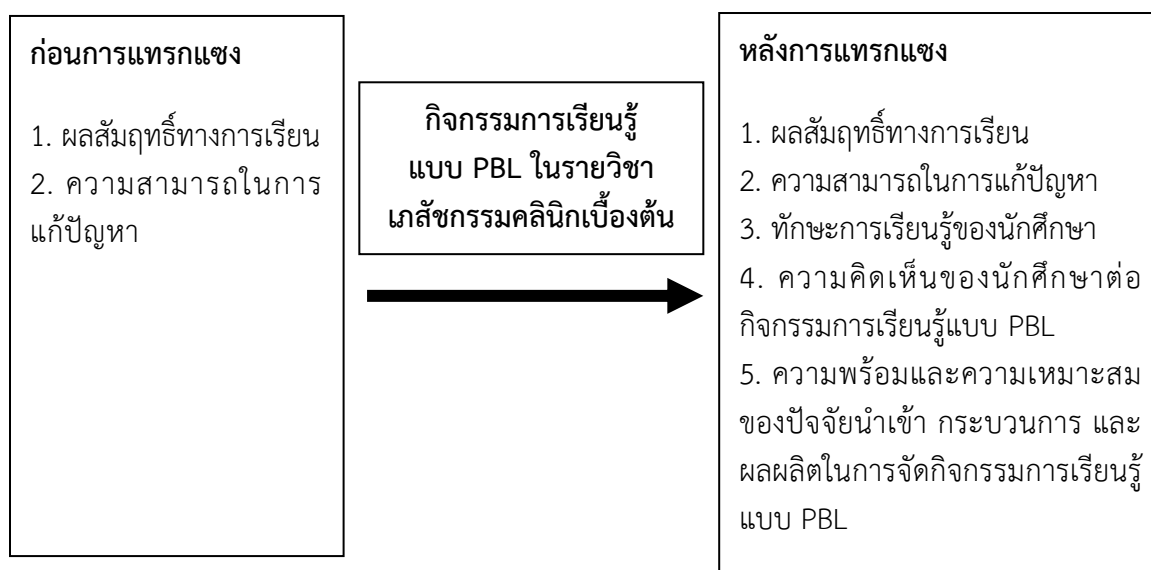 ก่อนการแทรกแซง
1. ผลสัมฤทธิ์ทางการเรียน
2. ความสามารถในการ
แก้ปัญหา
กิจกรรมการเรียนรู้
แบบ PBL ในรายวิชา
เภสัชกรรมคลินิกเบื้องต้น
หลังการแทรกแซง
1. ผลสัมฤทธิ์ทางการเรียน
2. ความสามารถในการแก้ปัญหา
3. ทักษะการเรียนรู้ของนักศึกษา
4. ความคิดเห็นของนักศึกษาต่อ
กิจกรรมการเรียนรู้แบบ PBL
5. ความพร้อมและความเหมาะสม
ของปัจจัยนำเข้า กระบวนการ และ
ผลผลิตในการจัดกิจกรรมการเรียนรู้
แบบ PBL